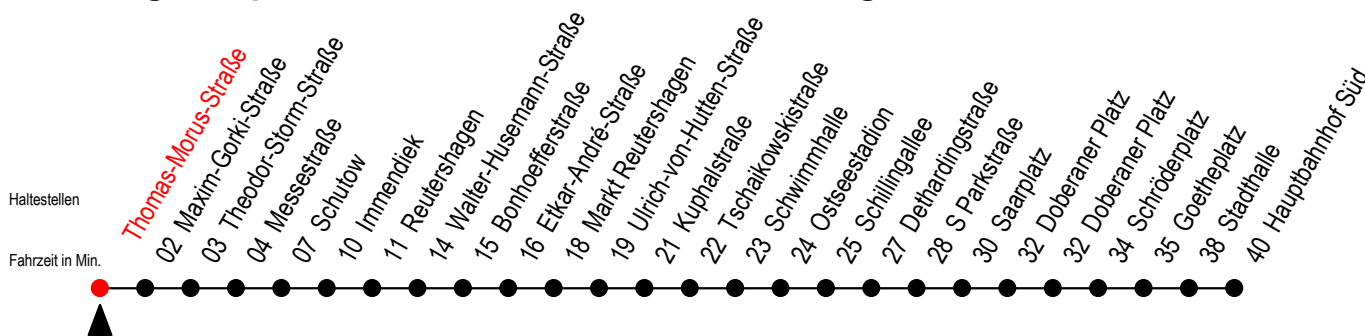 Haltestellen
Fahrzeit in Min.
Thomas-Morus-Straße
02 Maxim-Gorki-Straße
03 Theodor-Storm-Straße
04 Messestraße
07 Schutow
10 Immendiek
11 Reutershagen
14 Walter-Husemann-Straße
15 Bonhoefferstraße
16 Etkar-André-Straße
18 Markt Reutershagen
19 Ulrich-von-Hutten-Straße
21 Kuphalstraße
22 Tschaikowskistraße
23 Schwimmhalle
24 Ostseestadion
25 Schillingallee
27 Dethardingstraße
28 S Parkstraße
30 Saarplatz
32 Doberaner Platz
32 Doberaner Platz
34 Schröderplatz
35 Goetheplatz
38 Stadthalle
40 Hauptbahnhof Süd